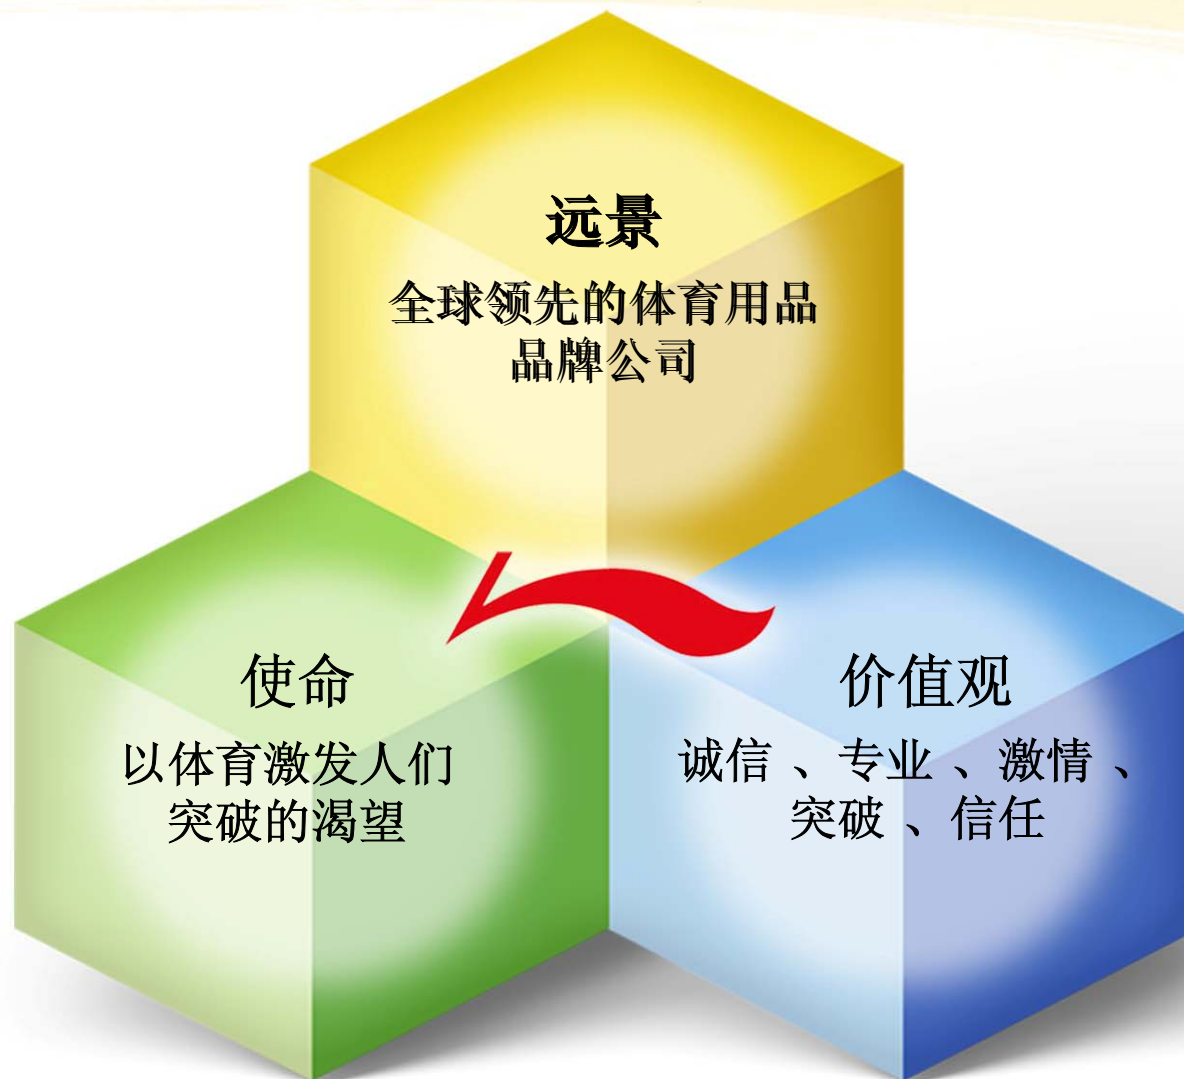 远景
全球领先的体育用品
品牌公司
使命
以体育激发人们
突破的渴望
价值观
诚信 、专业 、激情 、
突破 、信任